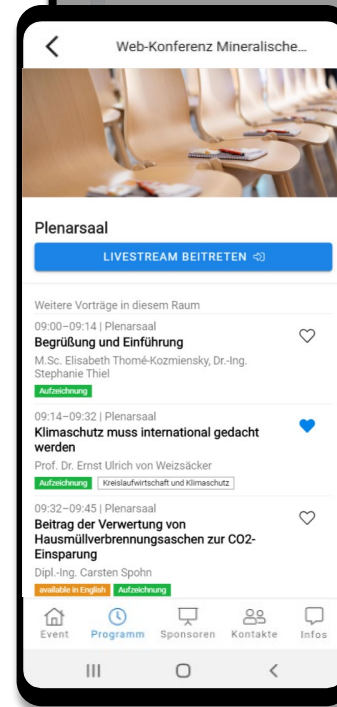 Web-Konferenz Mineralische...
Plenarsaal
LIVESTREAM BEITRETEN
Weitere Vorträge in diesem Raum
09:00–09:14 | Plenarsaal
Begrüßung und Einführung
M.Sc. Elisabeth Thomé-Kozmiensky, Dr.-Ing.
Stephanie Thiel
Aufzeichnung
09:14–09:32 | Plenarsaal
Klimaschutz muss international gedacht
werden
Prof. Dr. Ernst Ulrich von Weizsäcker
Aufzeichnung Kreislaufwirtschaft und Klimaschutz
09:32–09:45 | Plenarsaal
Beitrag der Verwertung von
Hausmüllverbrennungsaschen zur CO2-
Einsparung
Dipl.-Ing. Carsten Spohn
available in English Aufzeichnung
Event Programm Sponsoren Kontakte Infos